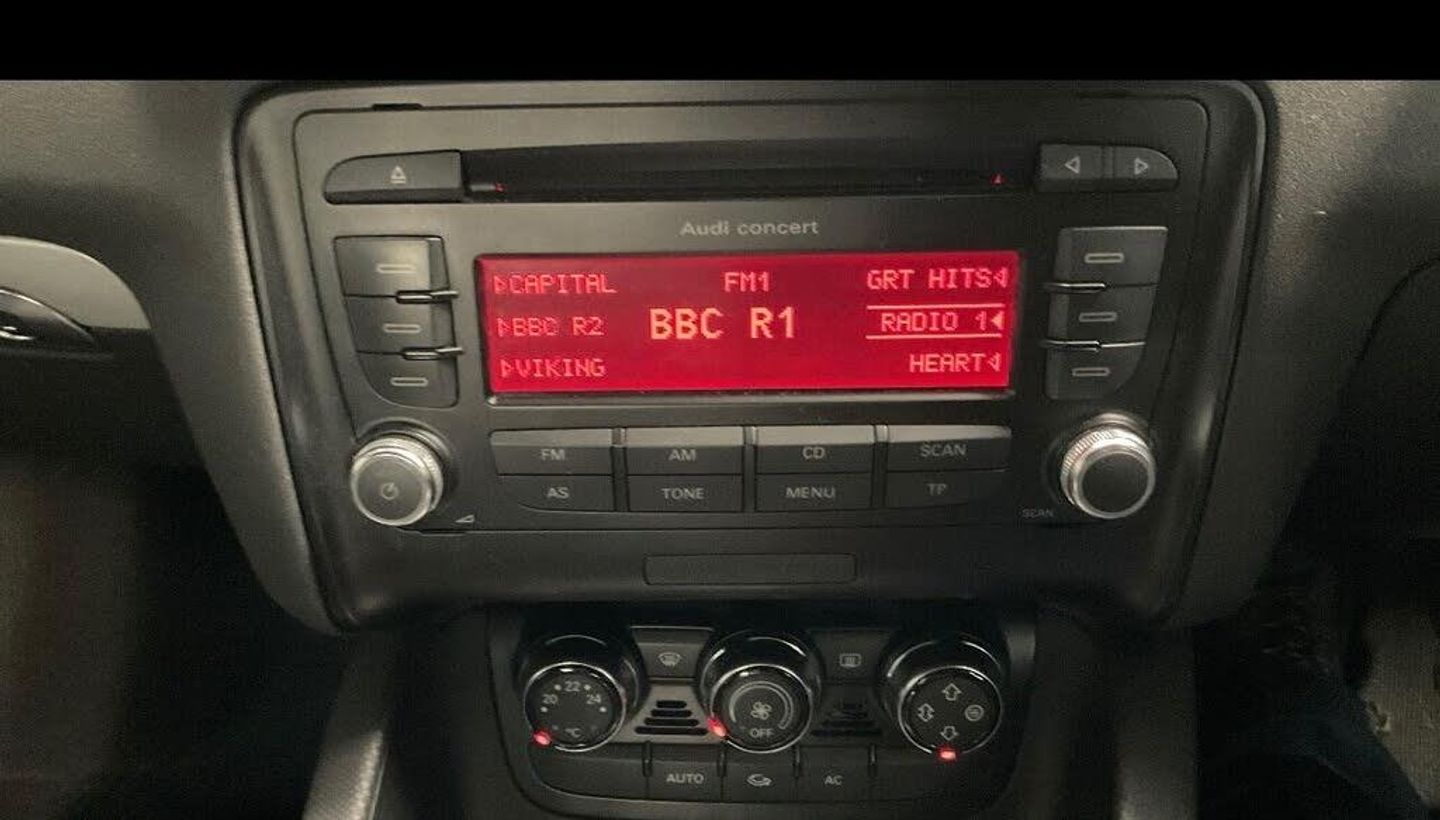 Audi concert
CAPITAL FM1 GRT HITS
BBC R2 BBC R1 RADIO 1
VIKING HEART
FM AM CD SCAN
AS TONE MENU TP
SCAN
20 22 24
°C OFF
AUTO AC